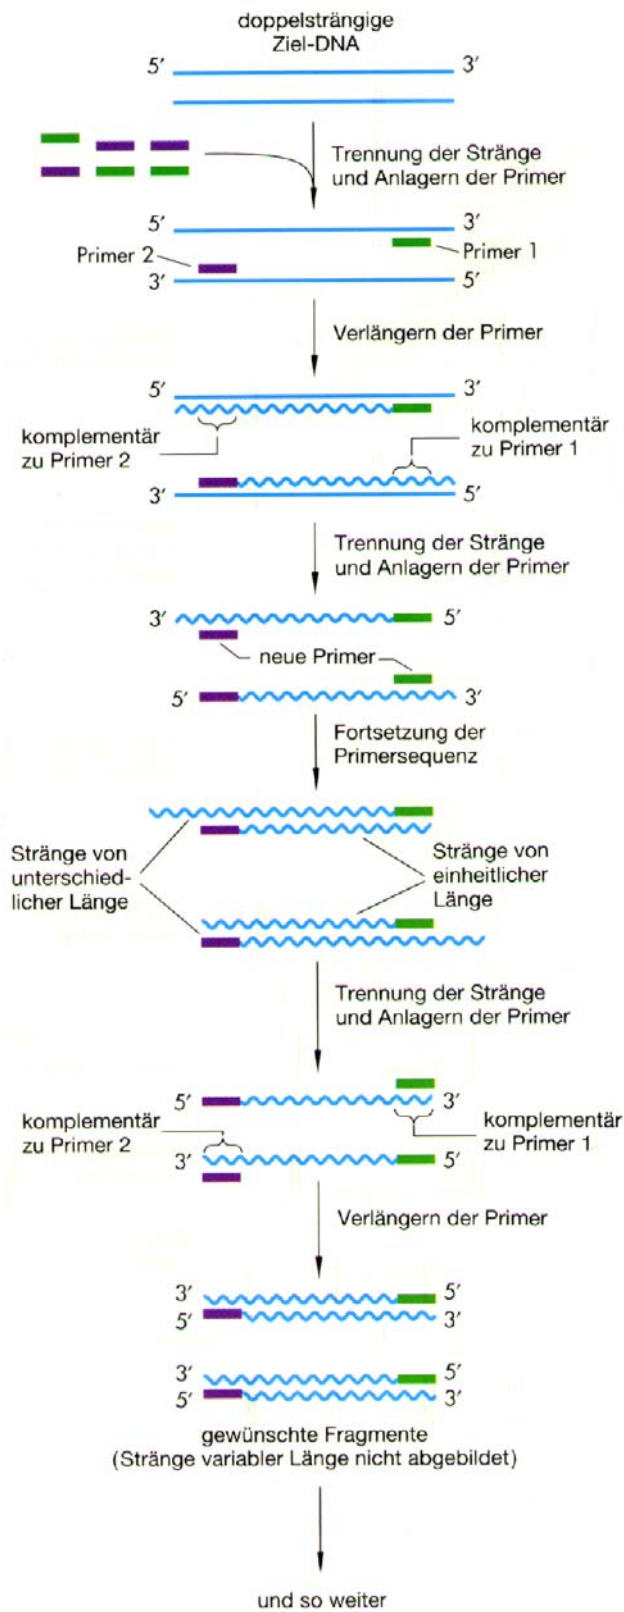 doppelsträngige
Ziel-DNA
5′ 3′
Trennung der Stränge
und Anlagern der Primer
5′ 3′
Primer 2 Primer 1
3′ 5′
Verlängern der Primer
5′ 3′
komplementär
zu Primer 2
komplementär
zu Primer 1
3′ 5′
Trennung der Stränge
und Anlagern der Primer
3′ 5′
neue Primer
5′ 3′
Fortsetzung der
Primersequenz
Stränge von
unterschied-
licher Länge
Stränge von
einheitlicher
Länge
Trennung der Stränge
und Anlagern der Primer
5′ 3′
komplementär
zu Primer 2
komplementär
zu Primer 1
3′ 5′
Verlängern der Primer
3′ 5′
5′ 3′
3′ 5′
5′ 3′
gewünschte Fragmente
(Stränge variabler Länge nicht abgebildet)
und so weiter